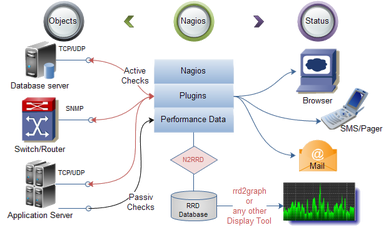 Objects
Nagios
Status
TCP/UDP
Database server
Active
Checks
Nagios
Plugins
Performance Data
Browser
SNMP
Switch/Router
SMS/Pager
N2RRD
Mail
TCP/UDP
Application Server
Passiv
Checks
RRD
Database
rrd2graph
or
any other
Display Tool